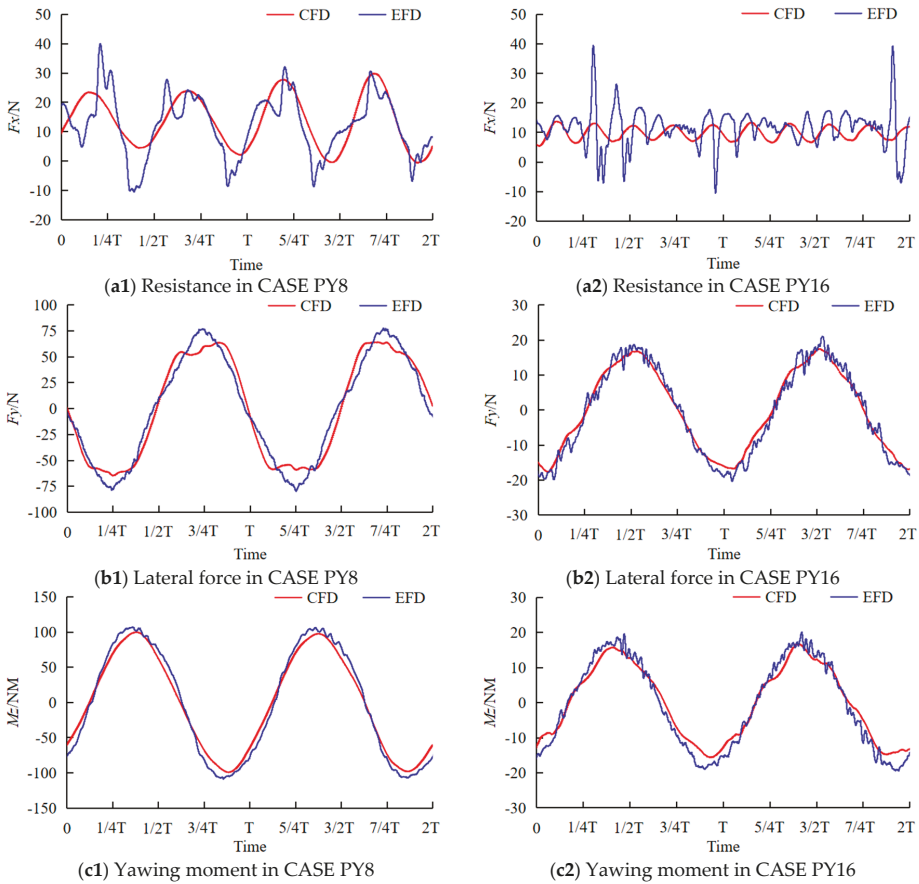 CFD EFD
CFD EFD
50
40
30
20
10
0
-10
-20
Fx/N
0 1/4T 1/2T 3/4T T 5/4T 3/2T 7/4T 2T
Time
50
40
30
20
10
0
-10
-20
Fx/N
0 1/4T 1/2T 3/4T T 5/4T 3/2T 7/4T 2T
Time
(a1) Resistance in CASE PY8
(a2) Resistance in CASE PY16
CFD EFD
CFD EFD
100
75
50
25
0
-25
-50
-75
-100
Fy/N
0 1/4T 1/2T 3/4T T 5/4T 3/2T 7/4T 2T
Time
30
20
10
0
-10
-20
-30
Fy/N
0 1/4T 1/2T 3/4T T 5/4T 3/2T 7/4T 2T
Time
(b1) Lateral force in CASE PY8
(b2) Lateral force in CASE PY16
CFD EFD
CFD EFD
150
100
50
0
-50
-100
-150
Mz/NM
0 1/4T 1/2T 3/4T T 5/4T 3/2T 7/4T 2T
Time
30
20
10
0
-10
-20
-30
Mz/NM
0 1/4T 1/2T 3/4T T 5/4T 3/2T 7/4T 2T
Time
(c1) Yawing moment in CASE PY8
(c2) Yawing moment in CASE PY16